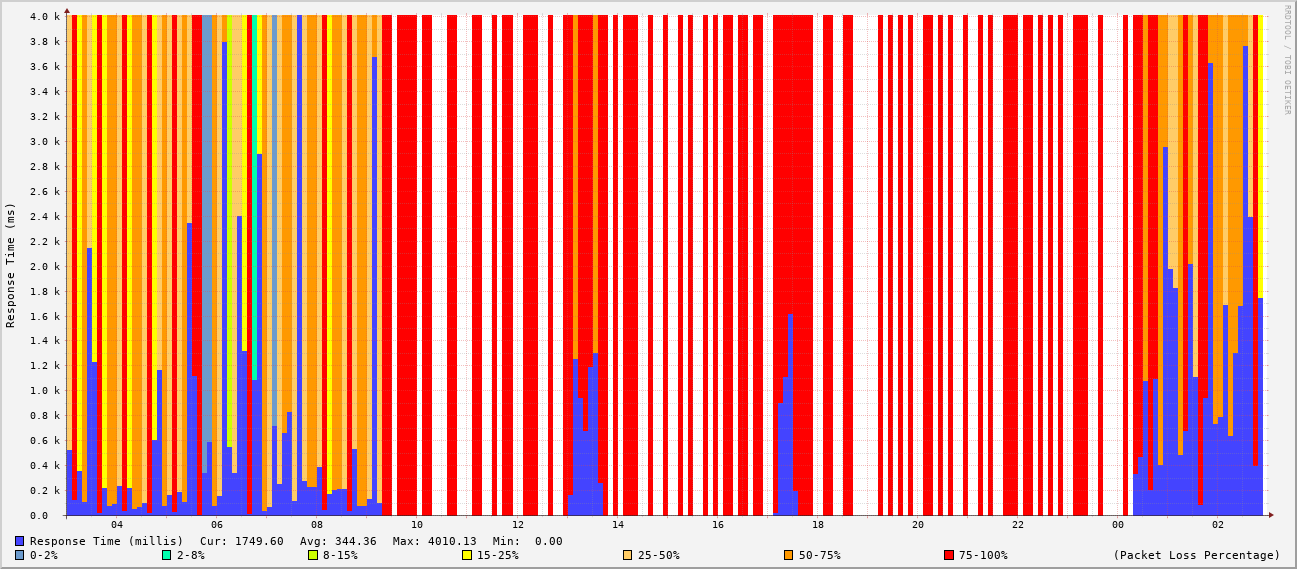 RRDTOOL / TOBI OETIKER
Response Time (ms)
4.0 k
3.8 k
3.6 k
3.4 k
3.2 k
3.0 k
2.8 k
2.6 k
2.4 k
2.2 k
2.0 k
1.8 k
1.6 k
1.4 k
1.2 k
1.0 k
0.8 k
0.6 k
0.4 k
0.2 k
0.0
04 06 08 10 12 14 16 18 20 22 00 02
Response Time (millis) Cur: 1749.60 Avg: 344.36 Max: 4010.13 Min: 0.00
0-2% 2-8% 8-15% 15-25% 25-50% 50-75% 75-100% (Packet Loss Percentage)